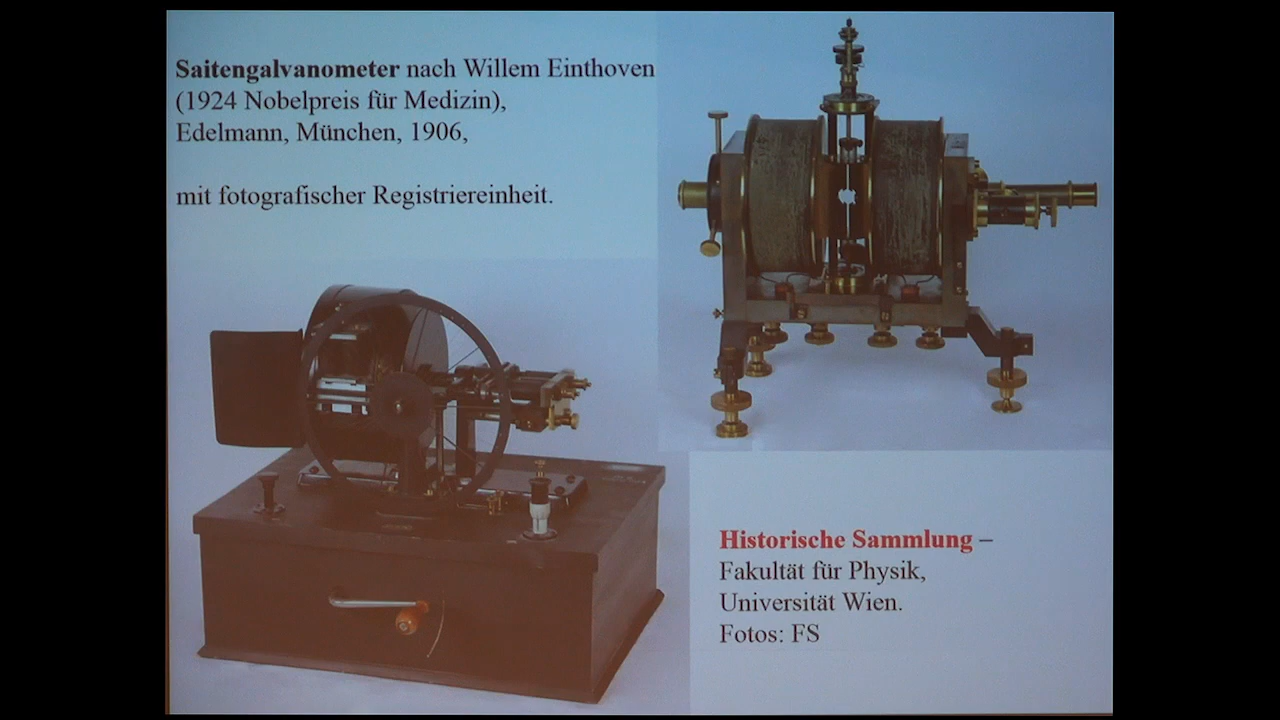 Saitengalvanometer nach Willem Einthoven
(1924 Nobelpreis für Medizin),
Edelmann, München, 1906,
mit fotografischer Registriereinheit.
Historische Sammlung –
Fakultät für Physik,
Universität Wien.
Fotos: FS